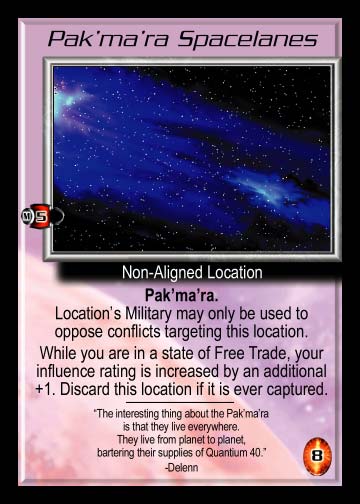 Pak'ma'ra Spacelanes
M 5
Non-Aligned Location
Pak'ma'ra.
Location's Military may only be used to
oppose conflicts targeting this location.
While you are in a state of Free Trade, your
influence rating is increased by an additional
+1. Discard this location if it is ever captured.
"The interesting thing about the Pak'ma'ra
is that they live everywhere.
They live from planet to planet,
bartering their supplies of Quantium 40."
-Delenn
8